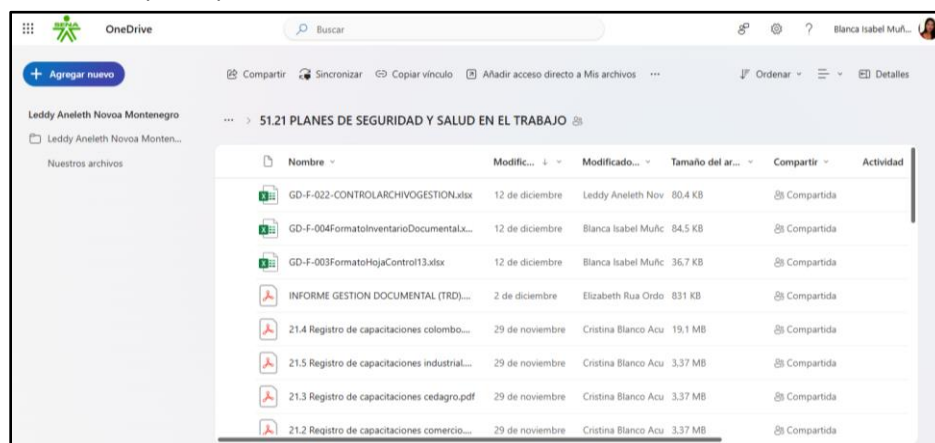 SENA OneDrive Buscar ? Blanca Isabel Muñ...
+ Agregar nuevo Compartir Sincronizar Copiar vínculo Añadir acceso directo a Mis archivos ... Ordenar Detalles
Leddy Aneleth Novoa Montenegro
Leddy Aneleth Novoa Monten...
Nuestros archivos
... > 51.21 PLANES DE SEGURIDAD Y SALUD EN EL TRABAJO
Nombre Modific... ↓ Modificado... Tamaño del ar... Compartir Actividad
GD-F-022-CONTROLARCHIVOGESTION.xlsx 12 de diciembre Leddy Aneleth Nov 80,4 KB Compartida
GD-F-004FormatoInventarioDocumental.x... 12 de diciembre Blanca Isabel Muñc 84,5 KB Compartida
GD-F-003FormatoHojaControl13.xlsx 12 de diciembre Blanca Isabel Muñc 36,7 KB Compartida
INFORME GESTION DOCUMENTAL (TRD).... 2 de diciembre Elizabeth Rua Ordo 831 KB Compartida
21.4 Registro de capacitaciones colombo.... 29 de noviembre Cristina Blanco Acu 19,1 MB Compartida
21.5 Registro de capacitaciones industrial.... 29 de noviembre Cristina Blanco Acu 3,37 MB Compartida
21.3 Registro de capacitaciones cedagro.pdf 29 de noviembre Cristina Blanco Acu 3,37 MB Compartida
21.2 Registro de capacitaciones comercio.... 29 de noviembre Cristina Blanco Acu 3,37 MB Compartida